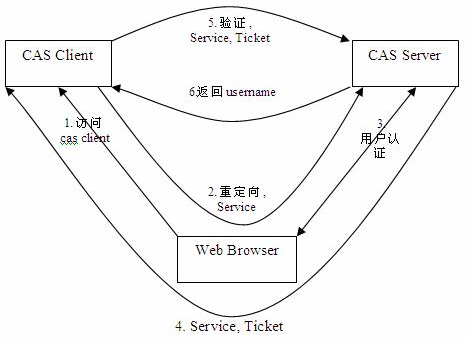 5. 验证 ,
Service, Ticket
CAS Client
CAS Server
6返回 username
1. 访问
cas client
3.
用户认
证
2. 重定向 ,
Service
Web Browser
4. Service, Ticket